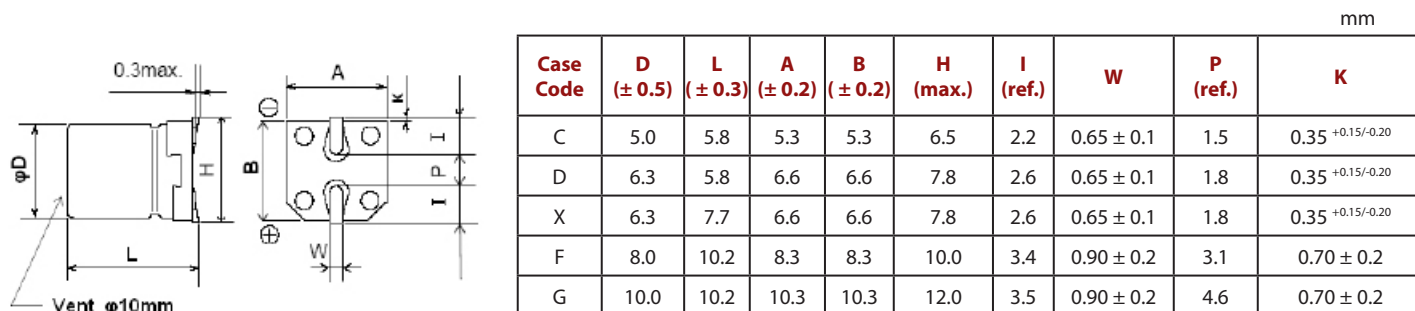 mm
0.3max.
A
K
I
⊖
φD
H
B
P
I
⊕
W
L
Vent φ10mm
Case Code D (± 0.5) L (± 0.3) A (± 0.2) B (± 0.2) H (max.) I (ref.) W P (ref.) K
C 5.0 5.8 5.3 5.3 6.5 2.2 0.65 ± 0.1 1.5 0.35 +0.15/-0.20
D 6.3 5.8 6.6 6.6 7.8 2.6 0.65 ± 0.1 1.8 0.35 +0.15/-0.20
X 6.3 7.7 6.6 6.6 7.8 2.6 0.65 ± 0.1 1.8 0.35 +0.15/-0.20
F 8.0 10.2 8.3 8.3 10.0 3.4 0.90 ± 0.2 3.1 0.70 ± 0.2
G 10.0 10.2 10.3 10.3 12.0 3.5 0.90 ± 0.2 4.6 0.70 ± 0.2